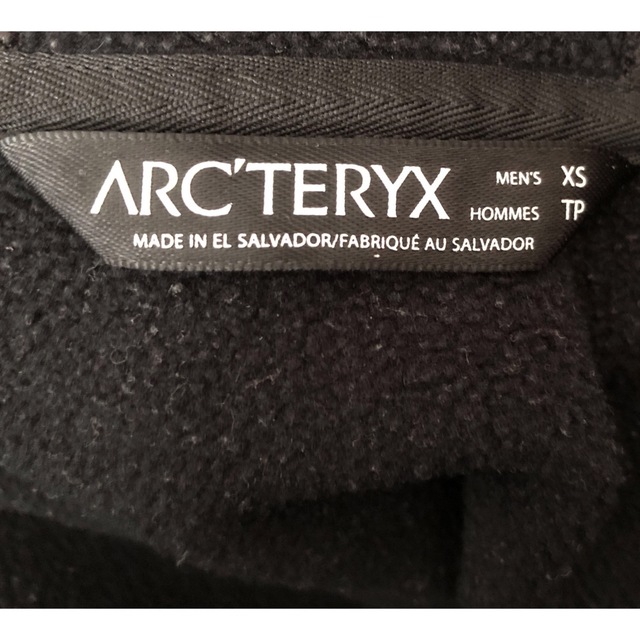 ARC'TERYX MEN'S XS
HOMMES TP
MADE IN EL SALVADOR/FABRIQUÉ AU SALVADOR